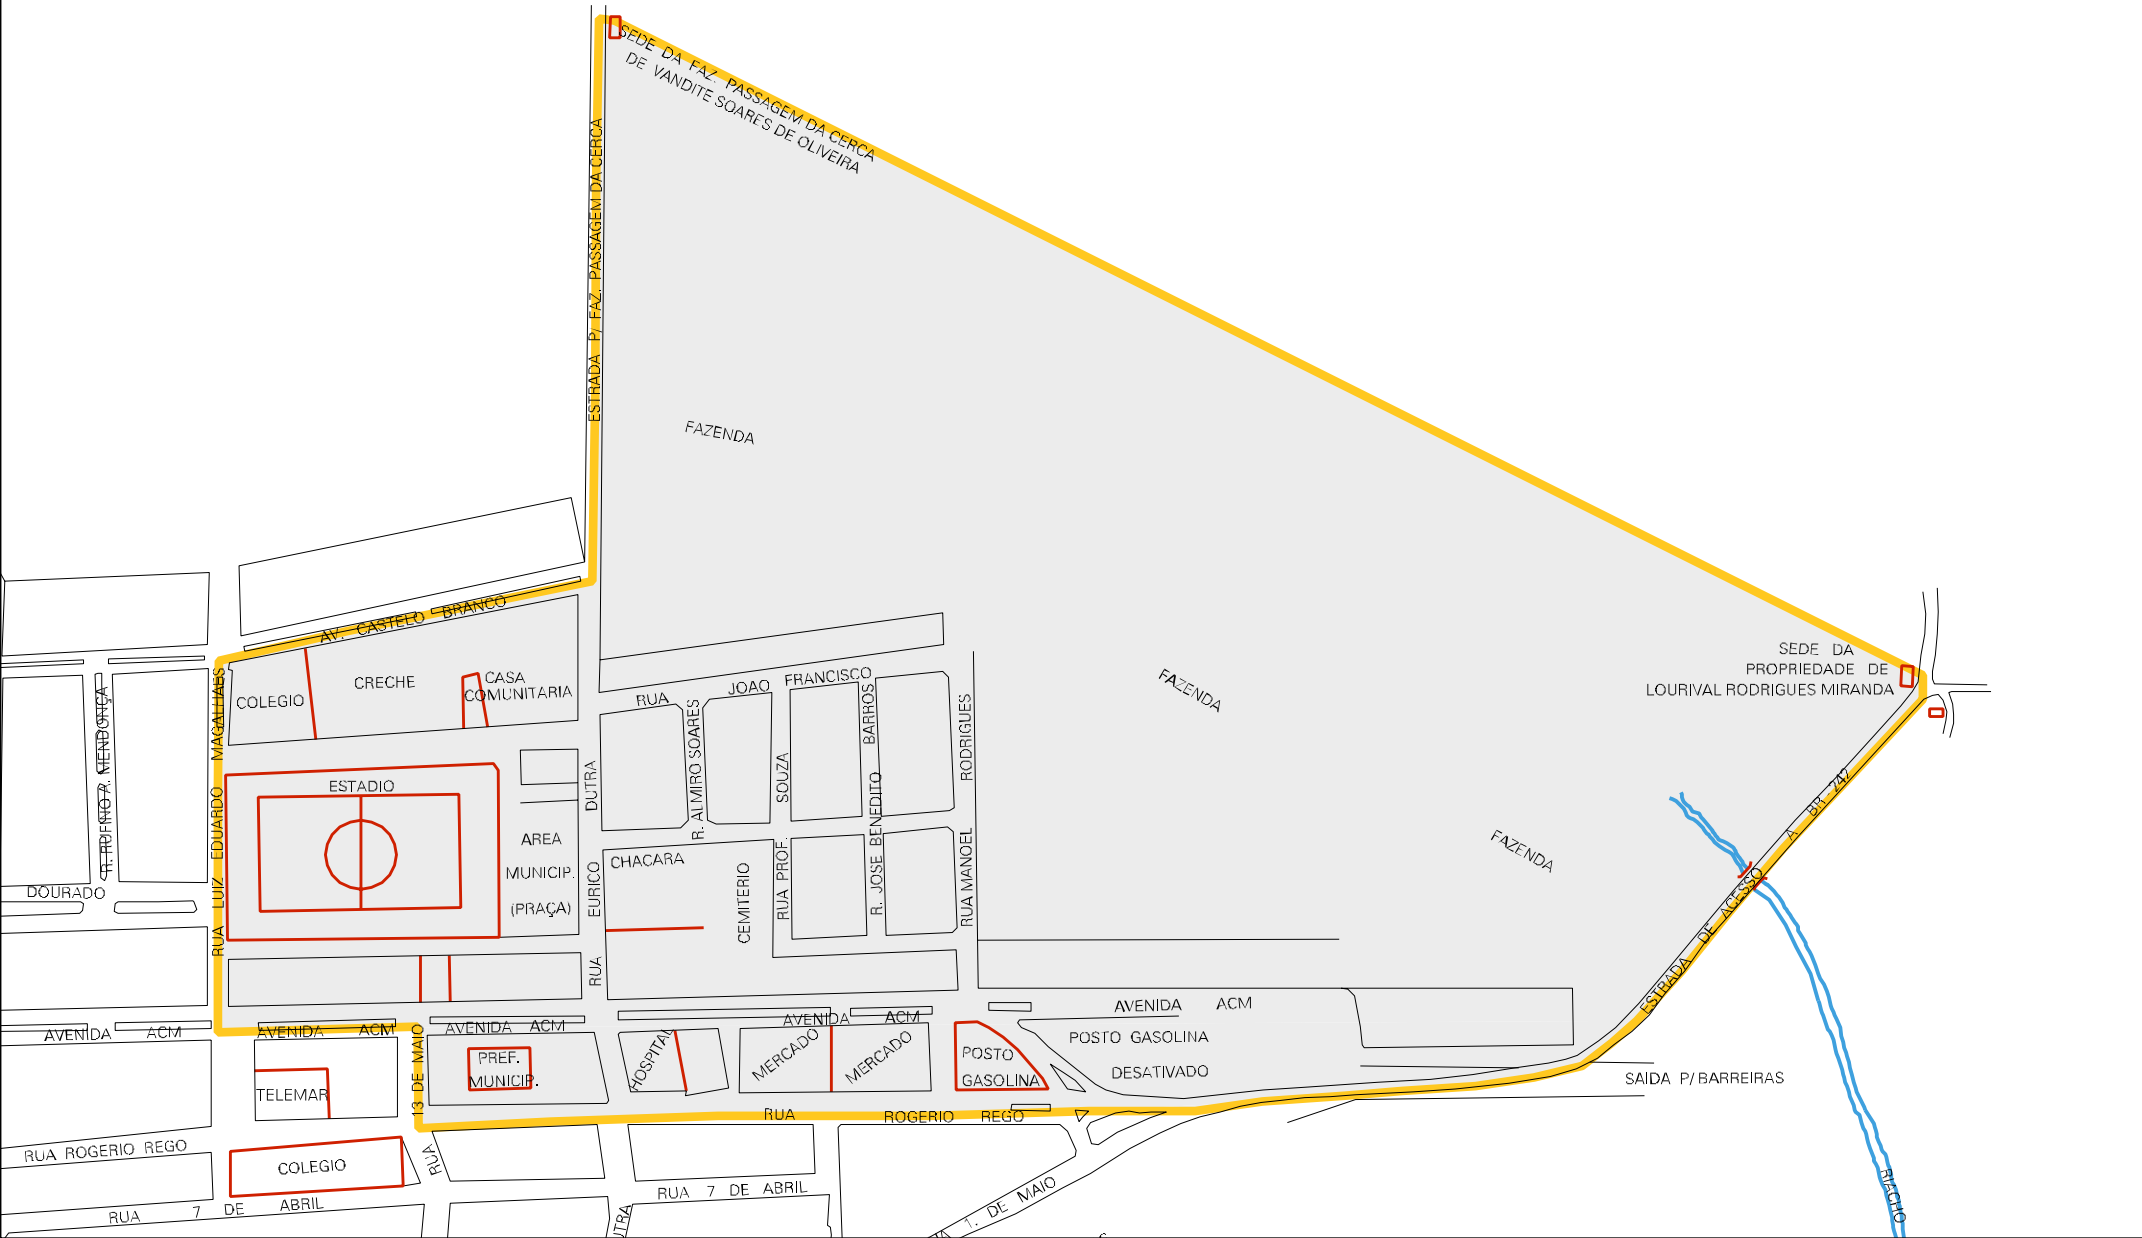 SEDE DA FAZ. PASSAGEM DA CERCA
DE VANDITE SOARES DE OLIVEIRA
ESTRADA P/ FAZ. PASSAGEM DA CERCA
FAZENDA
AV. CASTELO BRANCO
SEDE DA
PROPRIEDADE DE
LOURIVAL RODRIGUES MIRANDA
FAZENDA
FAZENDA
COLEGIO
CRECHE
CASA
COMUNITARIA
RUA JOAO FRANCISCO
R. RUFINO A. MENDONÇA
RUA LUIZ EDUARDO MAGALHAES
ESTADIO
AREA
MUNICIP.
(PRAÇA)
RUA EURICO DUTRA
R. ALMIRO SOARES
RUA PROF. SOUZA
R. JOSE BENEDITO BARROS
RUA MANOEL RODRIGUES
CHACARA
CEMITERIO
DOURADO
ESTRADA DE ACESSO A BR-242
AVENIDA ACM
AVENIDA ACM
AVENIDA ACM
AVENIDA ACM
AVENIDA ACM
TELEMAR
RUA 13 DE MAIO
PREF.
MUNICIP.
HOSPITAL
MERCADO
MERCADO
POSTO
GASOLINA
POSTO GASOLINA
DESATIVADO
SAIDA P/ BARREIRAS
RUA ROGERIO REGO
RUA ROGERIO REGO
COLEGIO
RUA 7 DE ABRIL
RUA 7 DE ABRIL
UTRA
1. DE MAIO
RIACHO